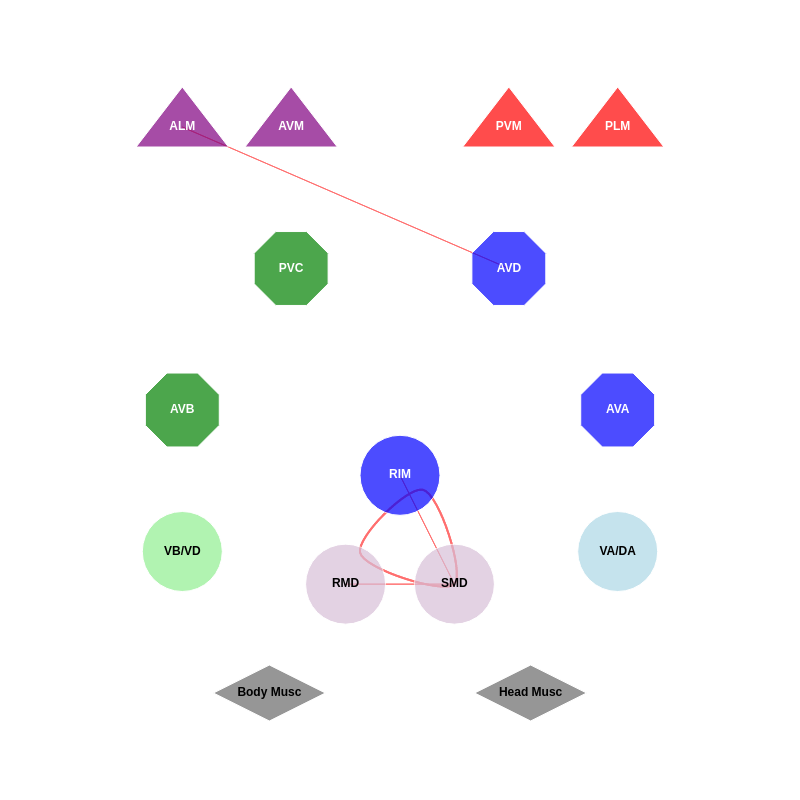 ALM
AVM
PVM
PLM
PVC
AVD
AVB
AVA
RIM
VB/VD
VA/DA
RMD
SMD
Body Musc
Head Musc